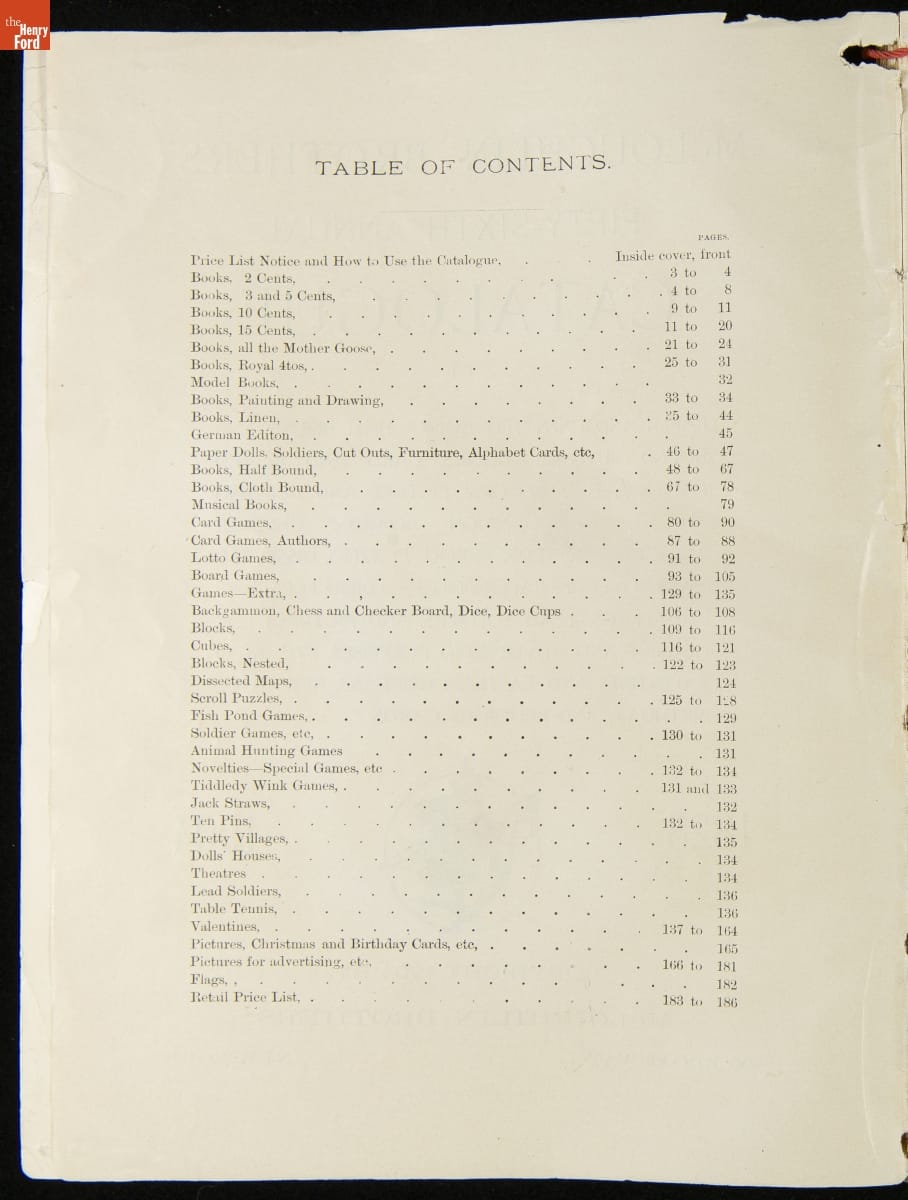 the
Henry
Ford
TABLE OF CONTENTS.
PAGES.
Price List Notice and How to Use the Catalogue, . . Inside cover, front
Books, 2 Cents, . . . . . . . . . . 3 to 4
Books, 3 and 5 Cents, . . . . . . . . . . 4 to 8
Books, 10 Cents, . . . . . . . . . . . 9 to 11
Books, 15 Cents, . . . . . . . . . . . 11 to 20
Books, all the Mother Goose, . . . . . . . . . 21 to 24
Books, Royal 4tos, . . . . . . . . . . . 25 to 31
Model Books, . . . . . . . . . . . . 32
Books, Painting and Drawing, . . . . . . . . 33 to 34
Books, Linen, . . . . . . . . . . . . 35 to 44
German Editon, . . . . . . . . . . . . 45
Paper Dolls, Soldiers, Cut Outs, Furniture, Alphabet Cards, etc, . 46 to 47
Books, Half Bound, . . . . . . . . . . 48 to 67
Books, Cloth Bound, . . . . . . . . . . 67 to 78
Musical Books, . . . . . . . . . . . . 79
Card Games, . . . . . . . . . . . . 80 to 90
Card Games, Authors, . . . . . . . . . . 87 to 88
Lotto Games, . . . . . . . . . . . . 91 to 92
Board Games, . . . . . . . . . . . 93 to 105
Games—Extra, . . . . . . . . . . . . 129 to 135
Backgammon, Chess and Checker Board, Dice, Dice Cups . . . 106 to 108
Blocks, . . . . . . . . . . . . . 109 to 116
Cubes, . . . . . . . . . . . . . 116 to 121
Blocks, Nested, . . . . . . . . . . . 122 to 123
Dissected Maps, . . . . . . . . . . . 124
Scroll Puzzles, . . . . . . . . . . . . 125 to 128
Fish Pond Games, . . . . . . . . . . . . . 129
Soldier Games, etc, . . . . . . . . . . . 130 to 131
Animal Hunting Games . . . . . . . . . . . 131
Novelties—Special Games, etc . . . . . . . . . 132 to 134
Tiddledy Wink Games, . . . . . . . . . . 131 and 133
Jack Straws, . . . . . . . . . . . . . 132
Ten Pins, . . . . . . . . . . . . 132 to 134
Pretty Villages, . . . . . . . . . . . . . 135
Dolls' Houses, . . . . . . . . . . . . . 134
Theatres . . . . . . . . . . . . . . 134
Lead Soldiers, . . . . . . . . . . . . . 136
Table Tennis, . . . . . . . . . . . . . 136
Valentines, . . . . . . . . . . . . 137 to 164
Pictures, Christmas and Birthday Cards, etc, . . . . . . . 165
Pictures for advertising, etc. . . . . . . . . 166 to 181
Flags, , . . . . . . . . . . . . . . 182
Retail Price List, . . . . . . . . . . . 183 to 186